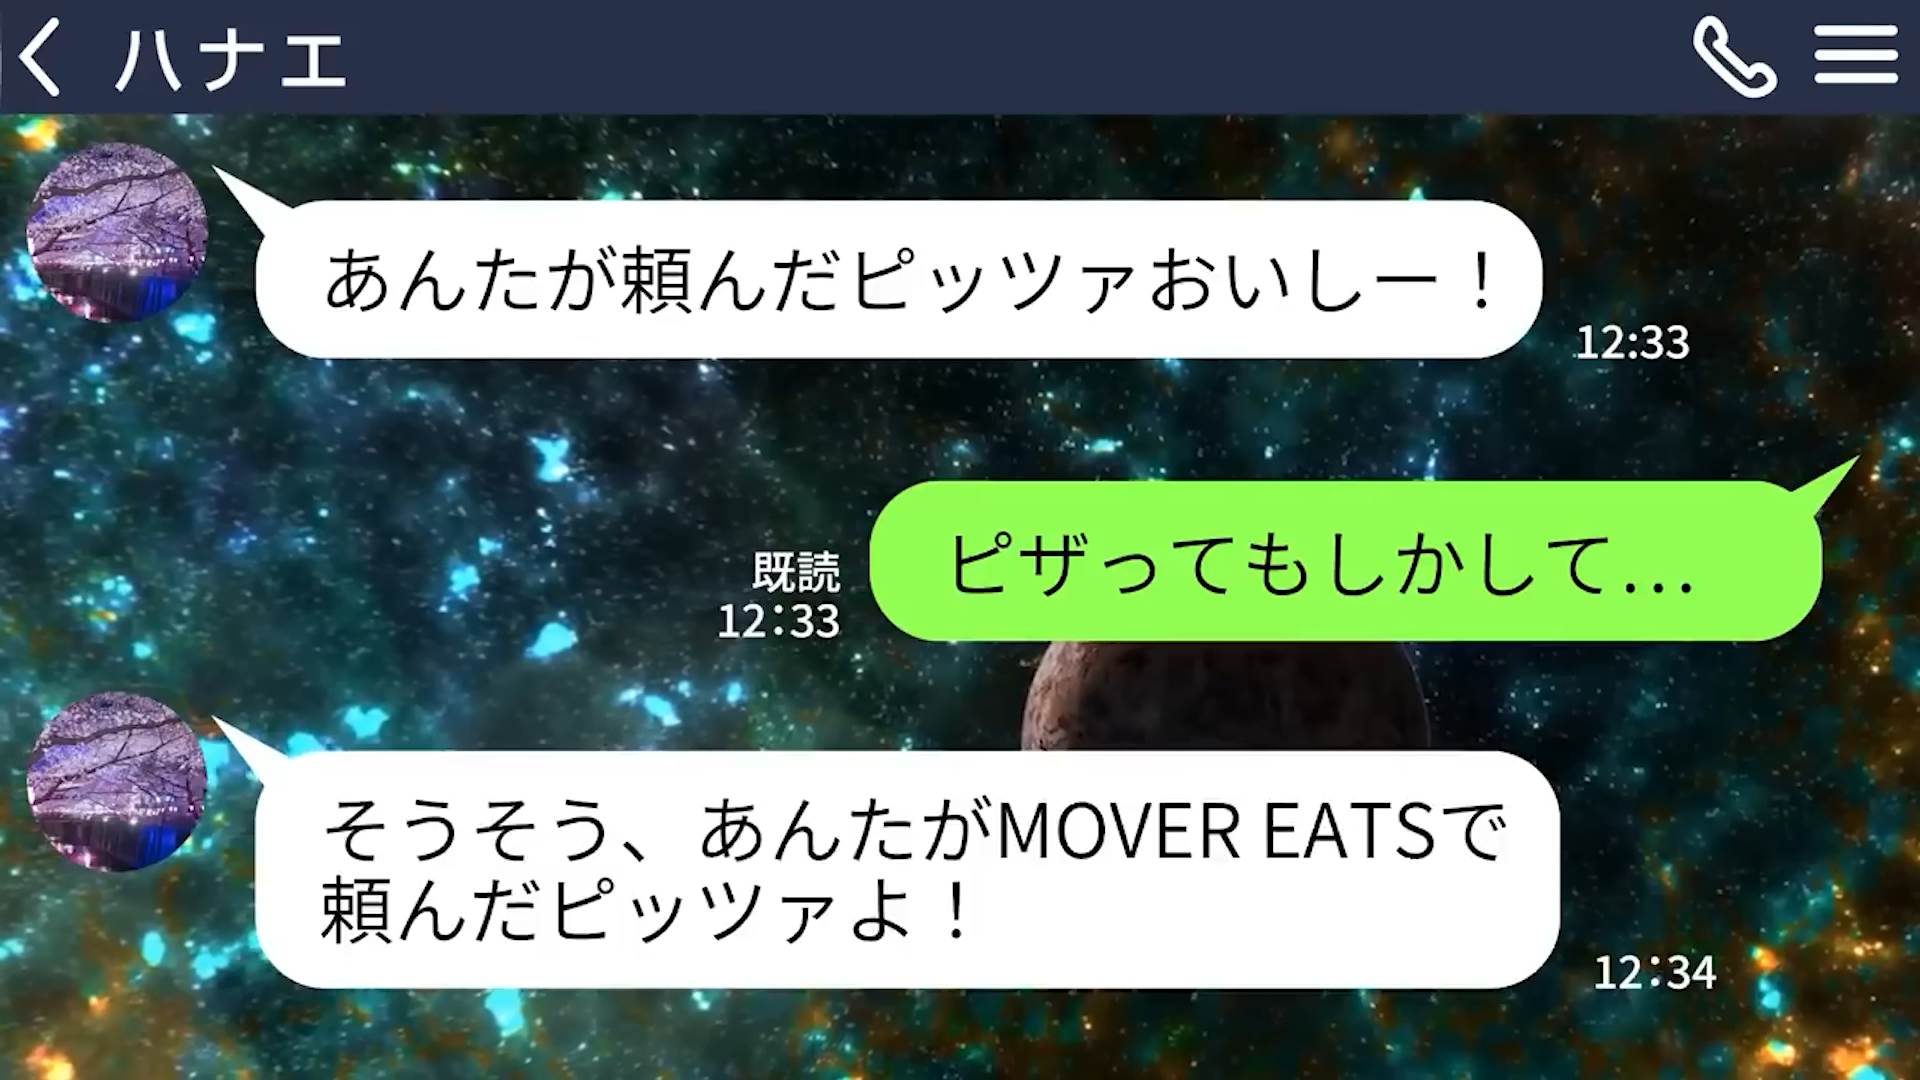 ハナエ
あんたが頼んだピッツァおいしー！
12:33
ピザってもしかして…
既読
12:33
そうそう、あんたがMOVER EATSで
頼んだピッツァよ！
12:34